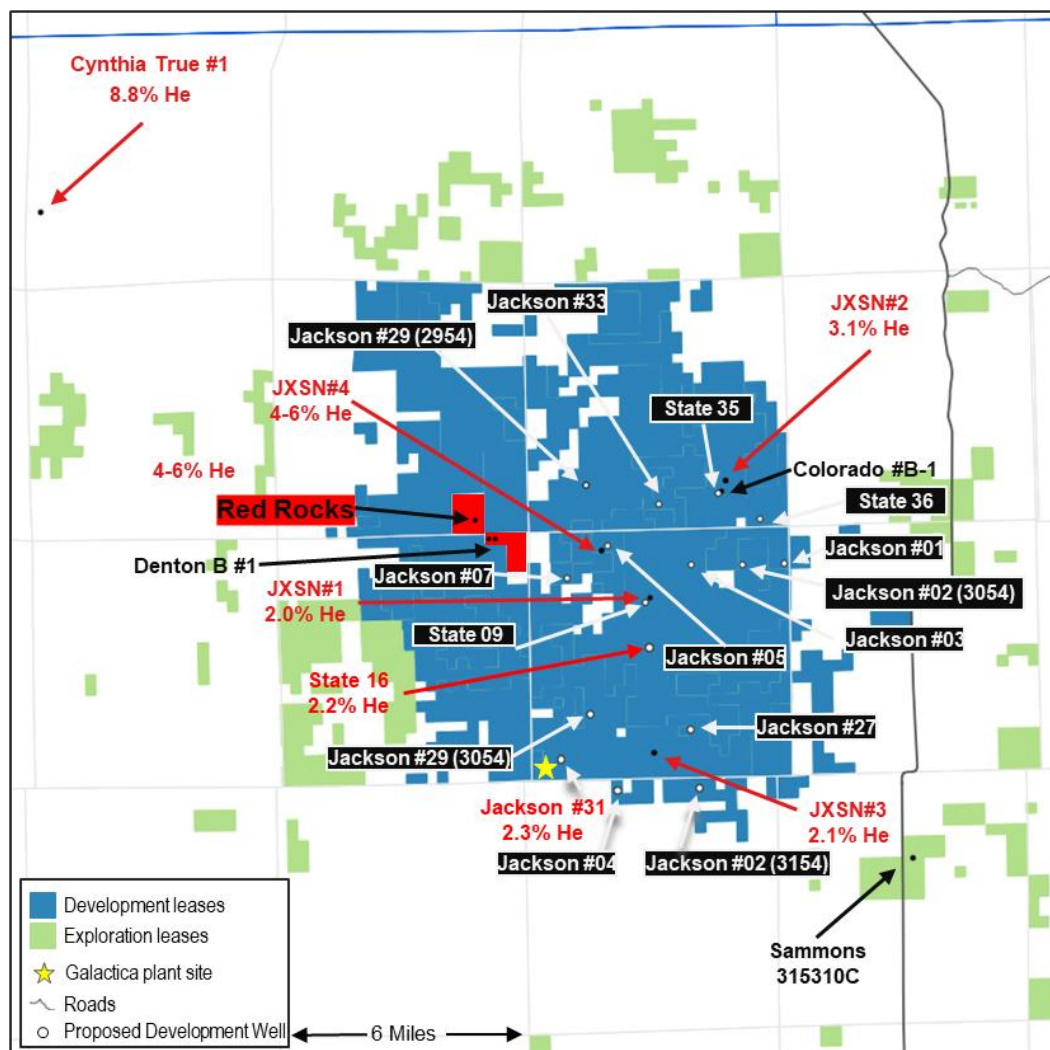 Cynthia True #1
8.8% He
Jackson #33
Jackson #29 (2954)
JXSN#2
3.1% He
JXSN#4
4-6% He
State 35
4-6% He
Colorado #B-1
Red Rocks
State 36
Denton B #1
Jackson #07
Jackson #01
JXSN#1
2.0% He
Jackson #02 (3054)
State 09
Jackson #03
Jackson #05
State 16
2.2% He
Jackson #27
Jackson #29 (3054)
Jackson #31
2.3% He
JXSN#3
2.1% He
Jackson #04
Jackson #02 (3154)
Sammons
315310C
Development leases
Exploration leases
Galactica plant site
Roads
Proposed Development Well
6 Miles